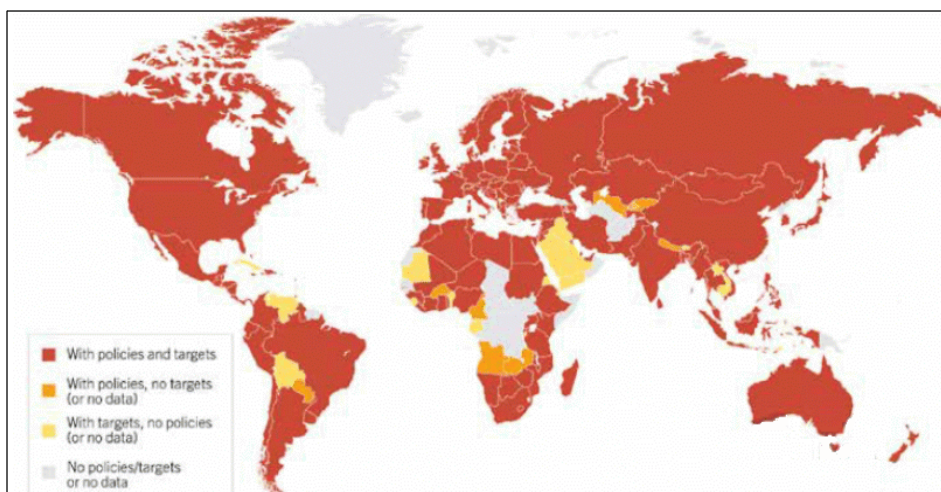 With policies and targets
With policies, no targets
(or no data)
With targets, no policies
(or no data)
No policies/targets
or no data